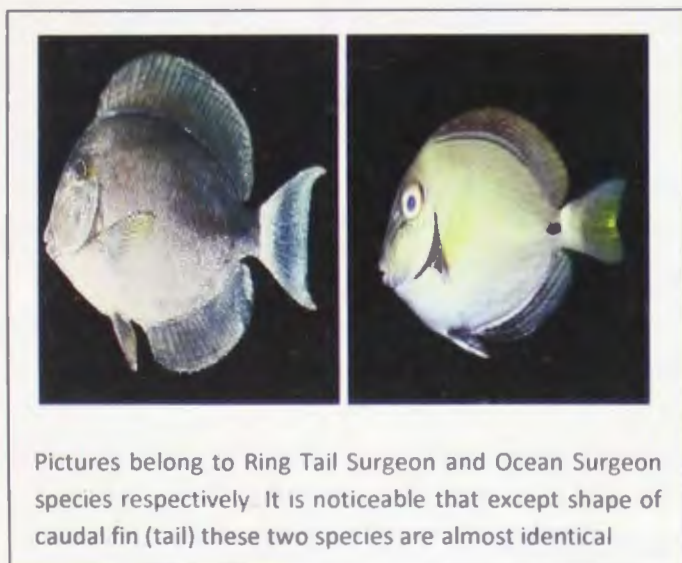 Pictures belong to Ring Tail Surgeon and Ocean Surgeon
species respectively. It is noticeable that except shape of
caudal fin (tail) these two species are almost identical